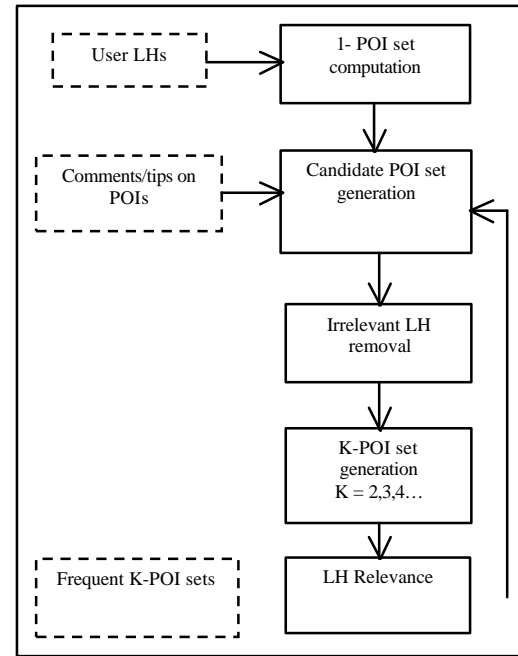 User LHs
1- POI set
computation
Comments/tips on
POIs
Candidate POI set
generation
Irrelevant LH
removal
K-POI set
generation
K = 2,3,4…
Frequent K-POI sets
LH Relevance